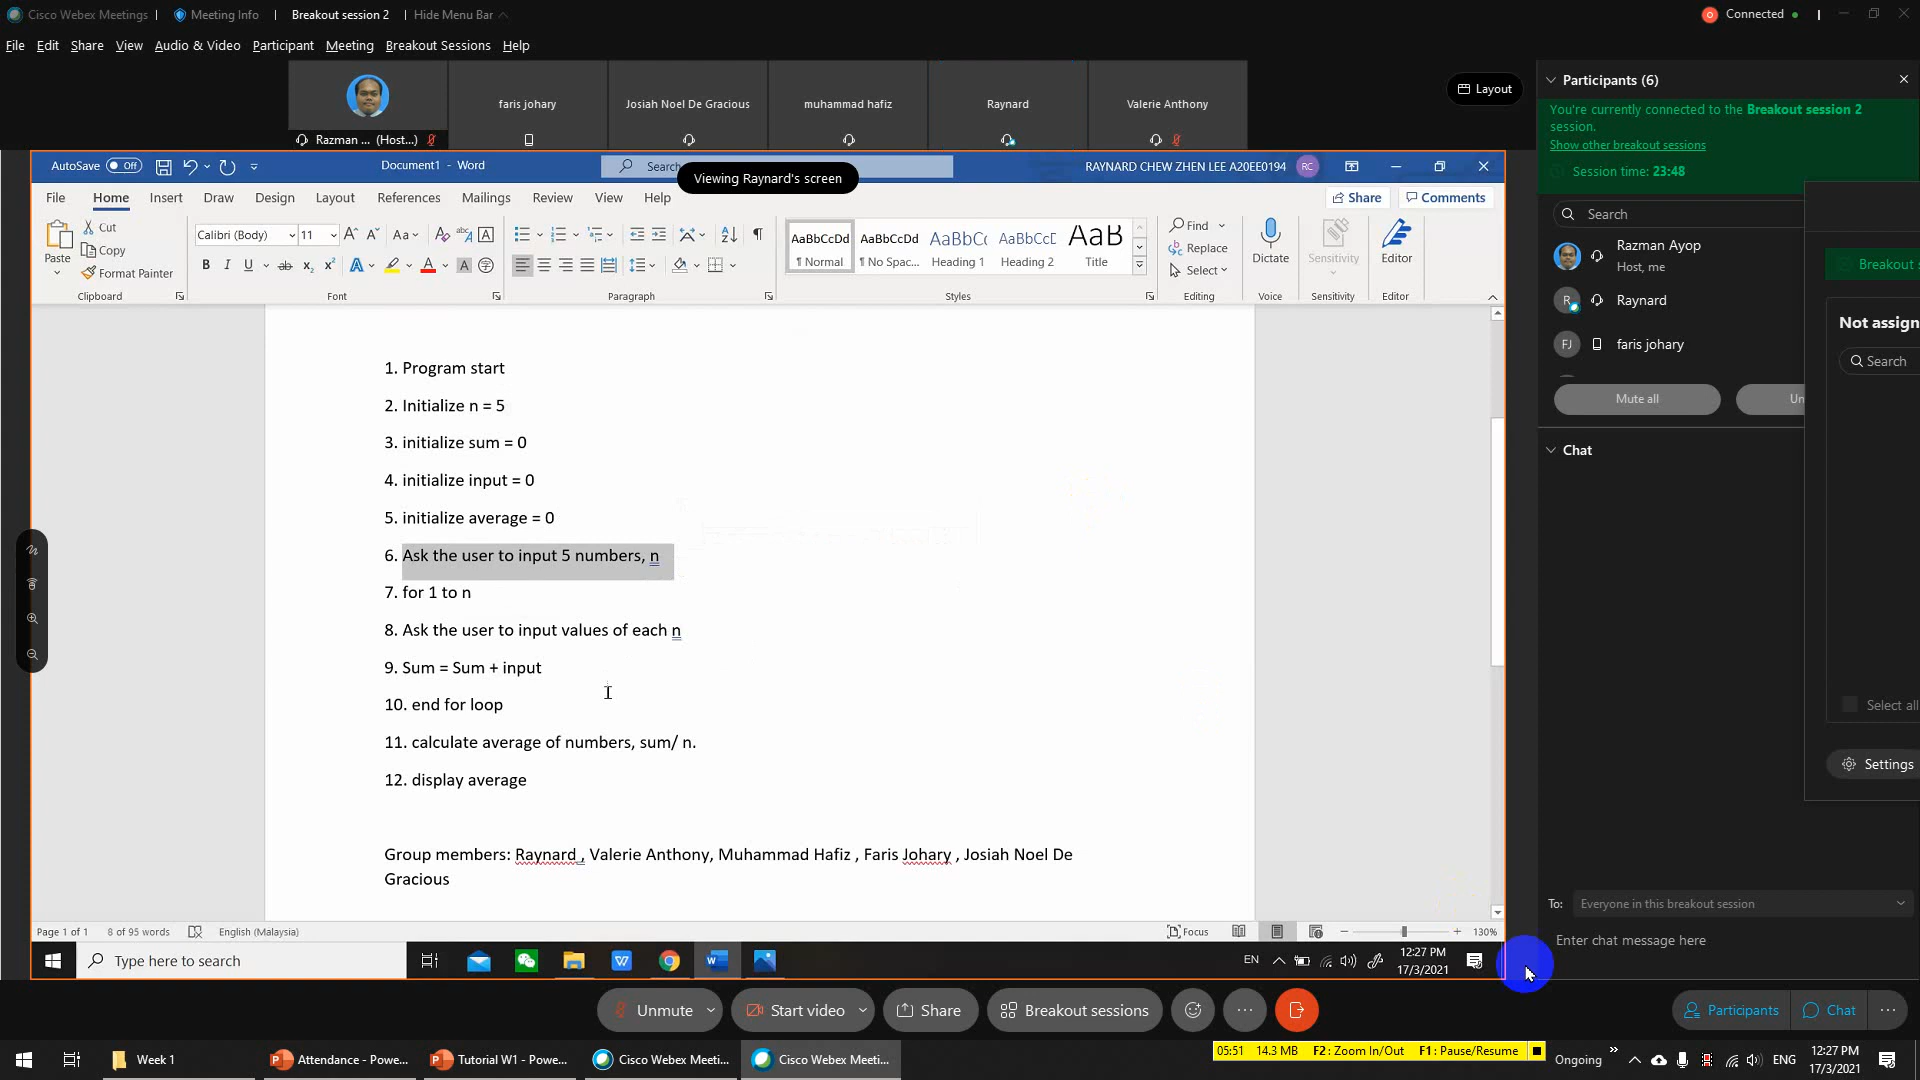 Cisco Webex Meetings
Meeting Info
Breakout session 2
Hide Menu Bar
Connected
File Edit Share View Audio & Video Participant Meeting Breakout Sessions Help
Razman ... (Host...)
faris johary
Josiah Noel De Gracious
muhammad hafiz
Raynard
Valerie Anthony
Layout
AutoSave Off
Document1 - Word
Search
Viewing Raynard's screen
RAYNARD CHEW ZHEN LEE A20EE0194
RC
File Home Insert Draw Design Layout References Mailings Review View Help
Share
Comments
Paste
Cut
Copy
Format Painter
Clipboard
Calibri (Body)
11
Font
Paragraph
AaBbCcDd
¶ Normal
AaBbCcDd
¶ No Spac...
AaBbCc
Heading 1
AaBbCcD
Heading 2
AaB
Title
Styles
Find
Replace
Select
Editing
Dictate
Voice
Sensitivity
Sensitivity
Editor
Editor
1. Program start
2. Initialize n = 5
3. initialize sum = 0
4. initialize input = 0
5. initialize average = 0
6. Ask the user to input 5 numbers, n
7. for 1 to n
8. Ask the user to input values of each n
9. Sum = Sum + input
10. end for loop
11. calculate average of numbers, sum/ n.
12. display average
Group members: Raynard , Valerie Anthony, Muhammad Hafiz , Faris Johary , Josiah Noel De
Gracious
Page 1 of 1
8 of 95 words
English (Malaysia)
Focus
130%
Type here to search
EN
12:27 PM
17/3/2021
Participants (6)
You're currently connected to the Breakout session 2
session.
Show other breakout sessions
Session time: 23:48
Search
Razman Ayop
Host, me
R
Raynard
FJ
faris johary
Mute all
Un
Breakout s
Not assign
Search
Select all
Settings
Chat
To:
Everyone in this breakout session
Enter chat message here
Unmute
Start video
Share
Breakout sessions
Participants
Chat
Week 1
Attendance - Powe...
Tutorial W1 - Powe...
Cisco Webex Meeti...
Cisco Webex Meeti...
05:51 14.3 MB F2: Zoom In/Out F1: Pause/Resume
Ongoing
ENG
12:27 PM
17/3/2021